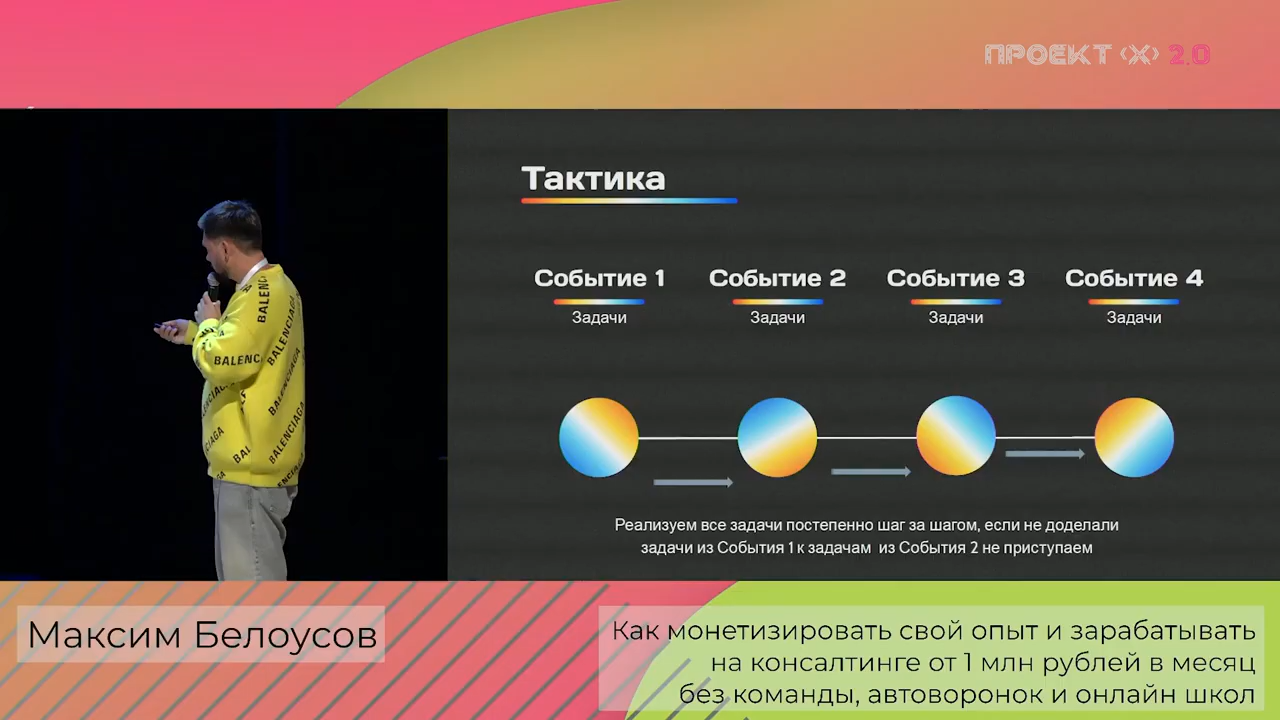 ПРОЕКТ ‹X› 2.0
Тактика
Событие 1
Задачи
Событие 2
Задачи
Событие 3
Задачи
Событие 4
Задачи
Реализуем все задачи постепенно шаг за шагом, если не доделали
задачи из События 1 к задачам из События 2 не приступаем
BALENCIAGA
BALENC
BALENCIAGA
BALENCIAGA
BALENCIAGA
Максим Белоусов
Как монетизировать свой опыт и зарабатывать
на консалтинге от 1 млн рублей в месяц
без команды, автоворонок и онлайн школ